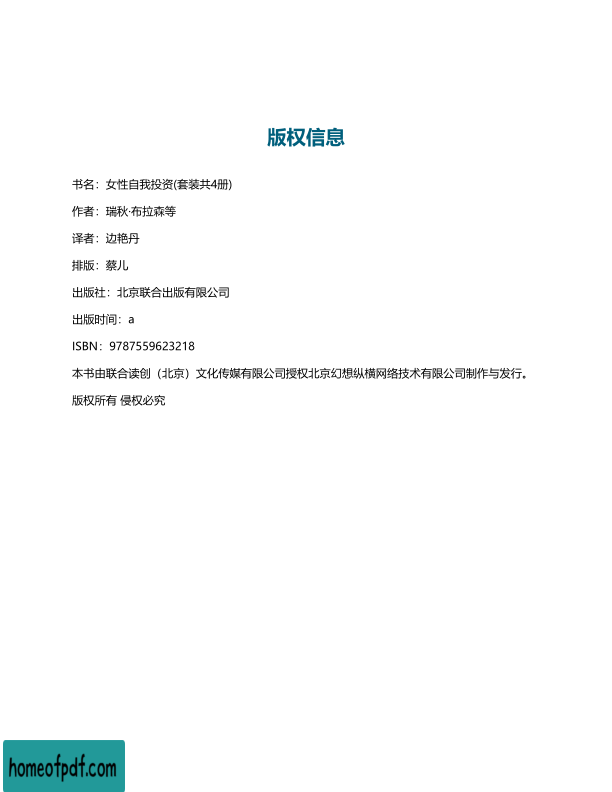 版权信息
书名：女性自我投资(套装共4册)
作者：瑞秋·布拉森等
译者：边艳丹
排版：蔡儿
出版社：北京联合出版有限公司
出版时间：a
ISBN：9787559623218
本书由联合读创（北京）文化传媒有限公司授权北京幻想纵横网络技术有限公司制作与发行。
版权所有 侵权必究
homeofpdf.com